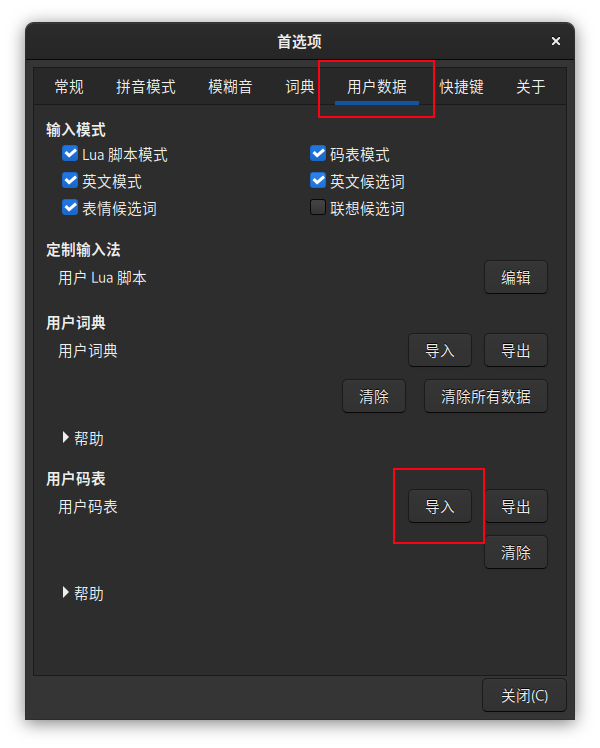 首选项
常规 拼音模式 模糊音 词典 用户数据 快捷键 关于
输入模式
Lua 脚本模式 码表模式
英文模式 英文候选词
表情候选词 联想候选词
定制输入法
用户 Lua 脚本 编辑
用户词典
用户词典 导入 导出
清除 清除所有数据
帮助
用户码表
用户码表 导入 导出
清除
帮助
关闭(C)